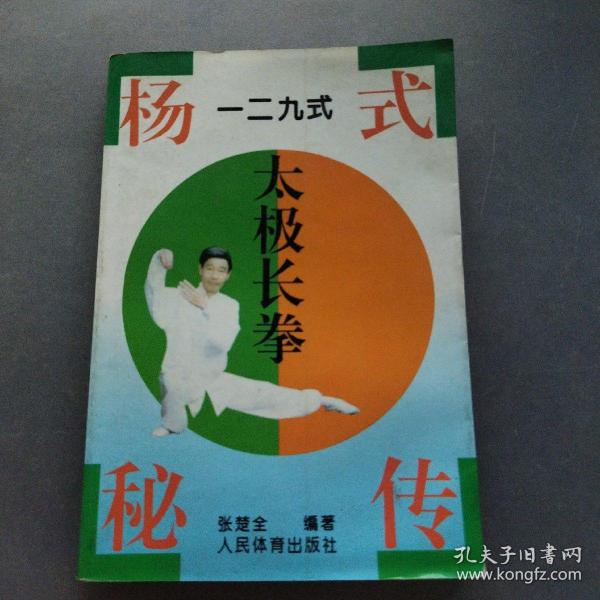 杨 式
一二九式
太极长拳
秘 传
张楚全 编著
人民体育出版社
孔夫子旧书网
www.kongfz.com